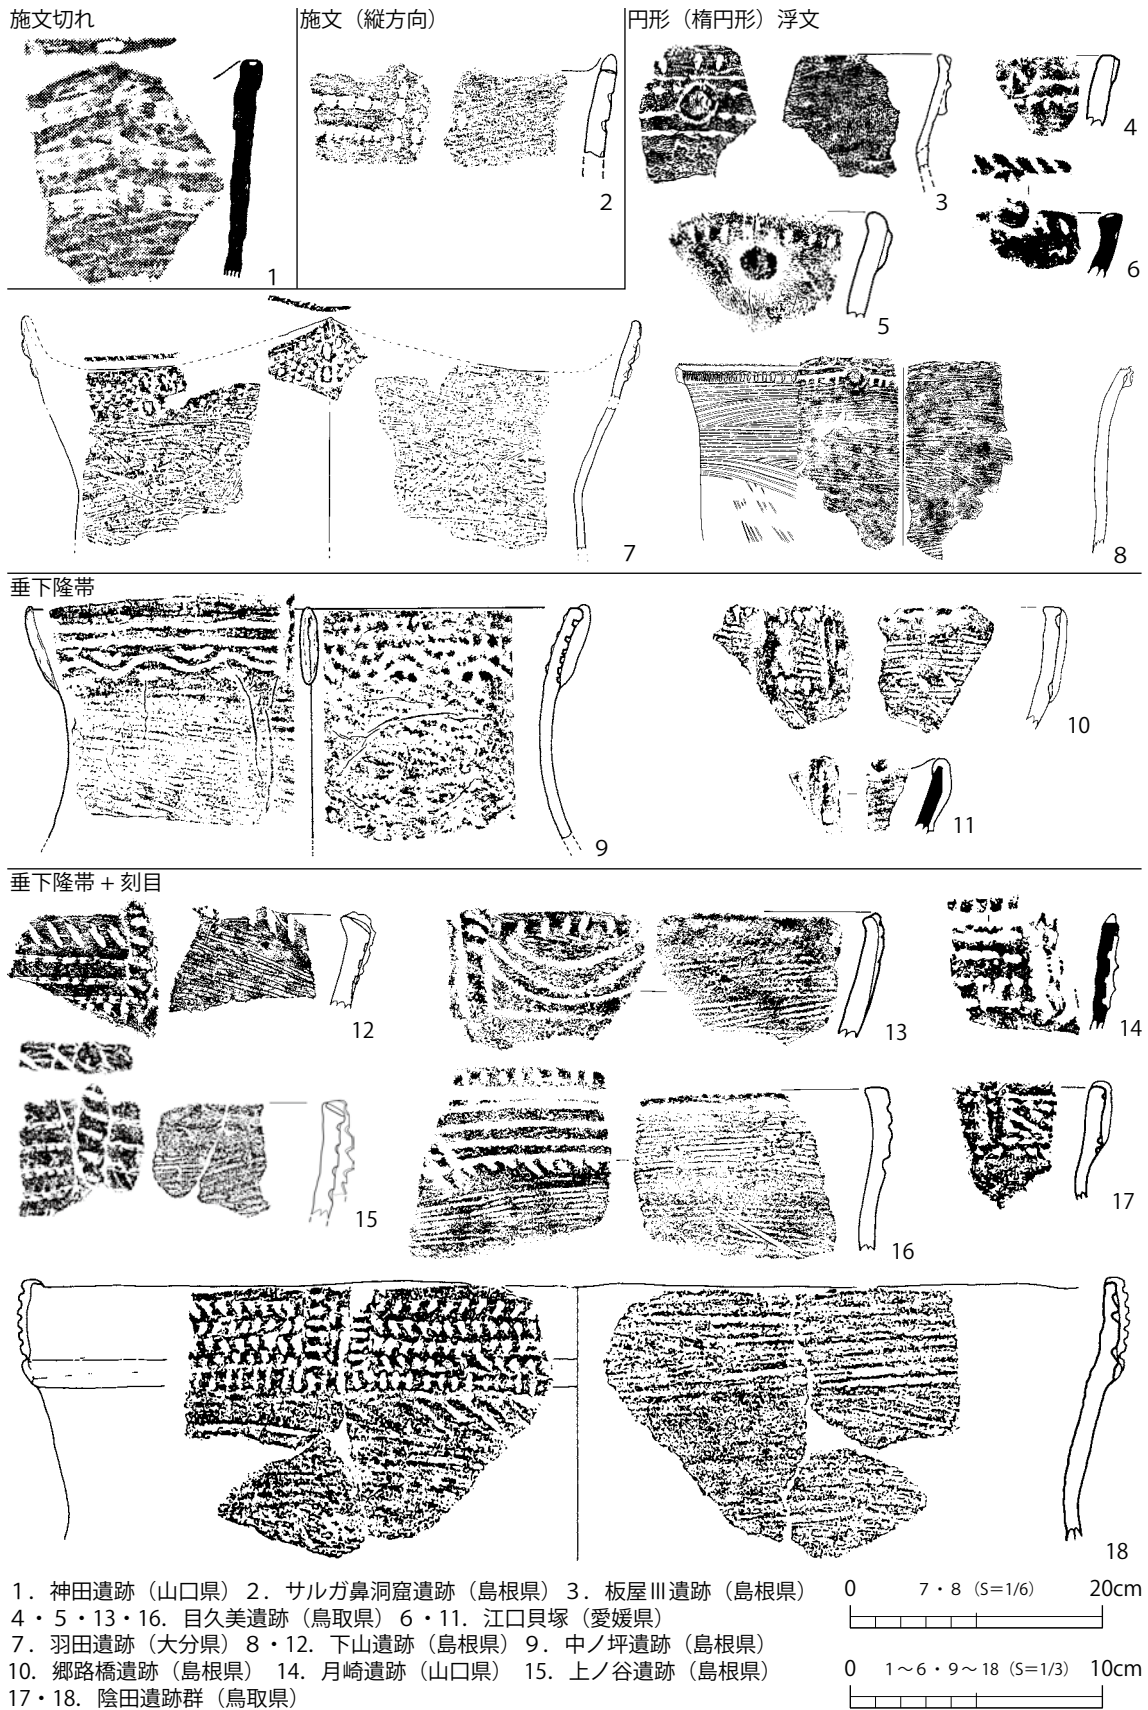 施文切れ
1
施文（縦方向）
2
円形（楕円形）浮文
3
4
5
6
7
8
垂下隆帯
9
10
11
垂下隆帯＋刻目
12
13
14
15
16
17
18
1．神田遺跡（山口県）2．サルガ鼻洞窟遺跡（島根県）3．板屋Ⅲ遺跡（島根県）
4・5・13・16．目久美遺跡（鳥取県）6・11．江口貝塚（愛媛県）
7．羽田遺跡（大分県）8・12．下山遺跡（島根県）9．中ノ坪遺跡（島根県）
10．郷路橋遺跡（島根県） 14．月崎遺跡（山口県） 15．上ノ谷遺跡（島根県）
17・18．陰田遺跡群（鳥取県）
0 7・8（S＝1/6） 20cm
0 1～6・9～18（S＝1/3） 10cm